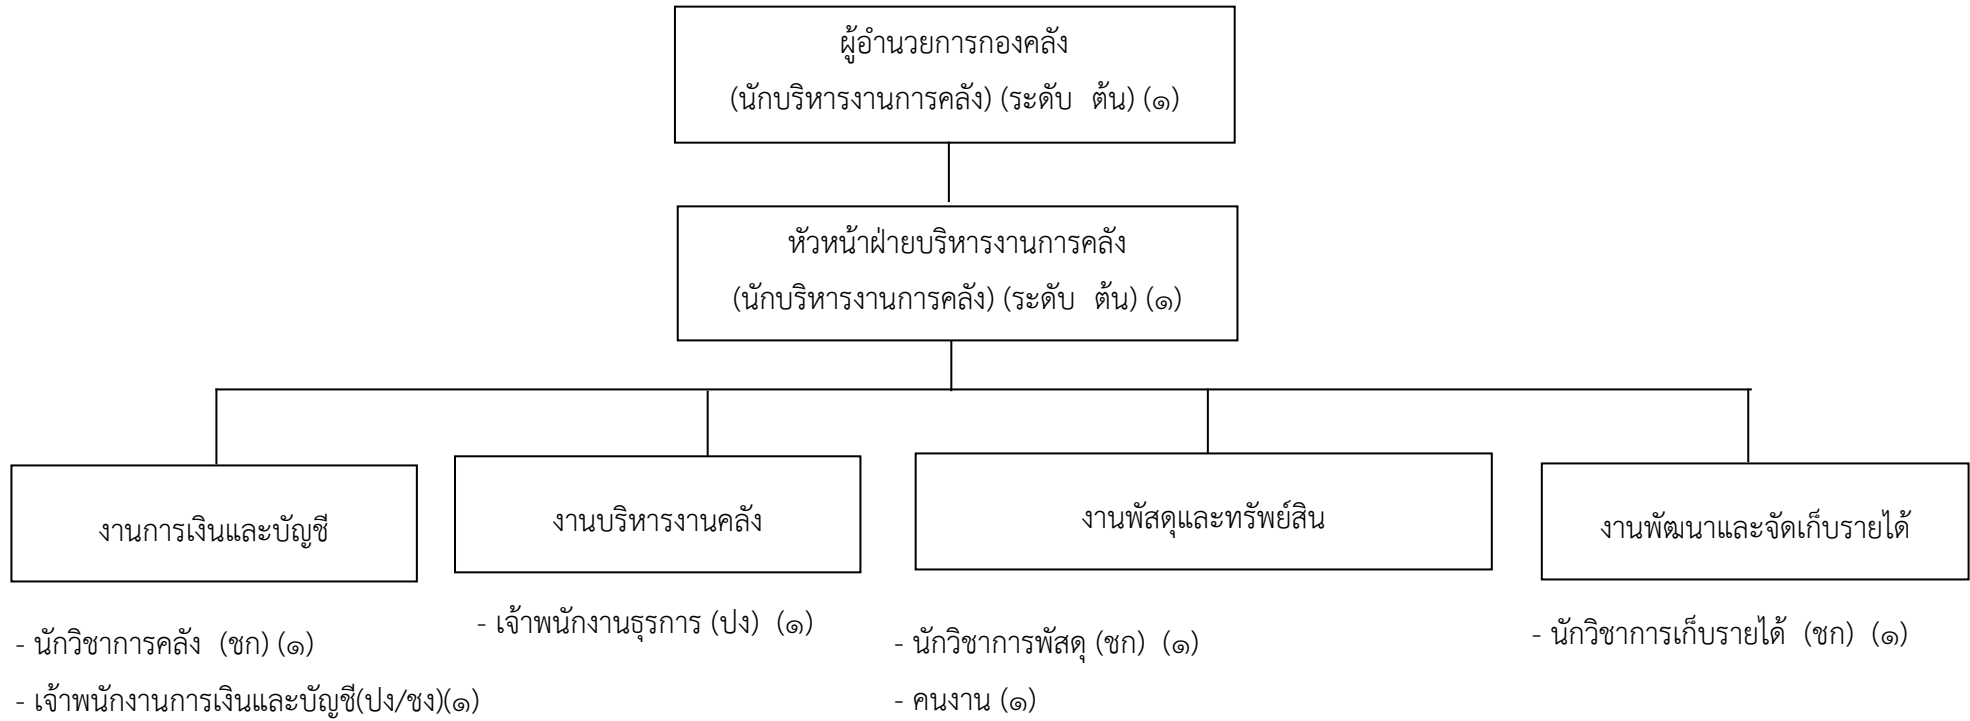 ผู้อำนวยการกองคลัง
(นักบริหารงานการคลัง) (ระดับ ต้น) (๑)
หัวหน้าฝ่ายบริหารงานการคลัง
(นักบริหารงานการคลัง) (ระดับ ต้น) (๑)
งานการเงินและบัญชี
- นักวิชาการคลัง (ชก) (๑)
- เจ้าพนักงานการเงินและบัญชี(ปง/ชง)(๑)
งานบริหารงานคลัง
- เจ้าพนักงานธุรการ (ปง) (๑)
งานพัสดุและทรัพย์สิน
- นักวิชาการพัสดุ (ชก) (๑)
- คนงาน (๑)
งานพัฒนาและจัดเก็บรายได้
- นักวิชาการเก็บรายได้ (ชก) (๑)